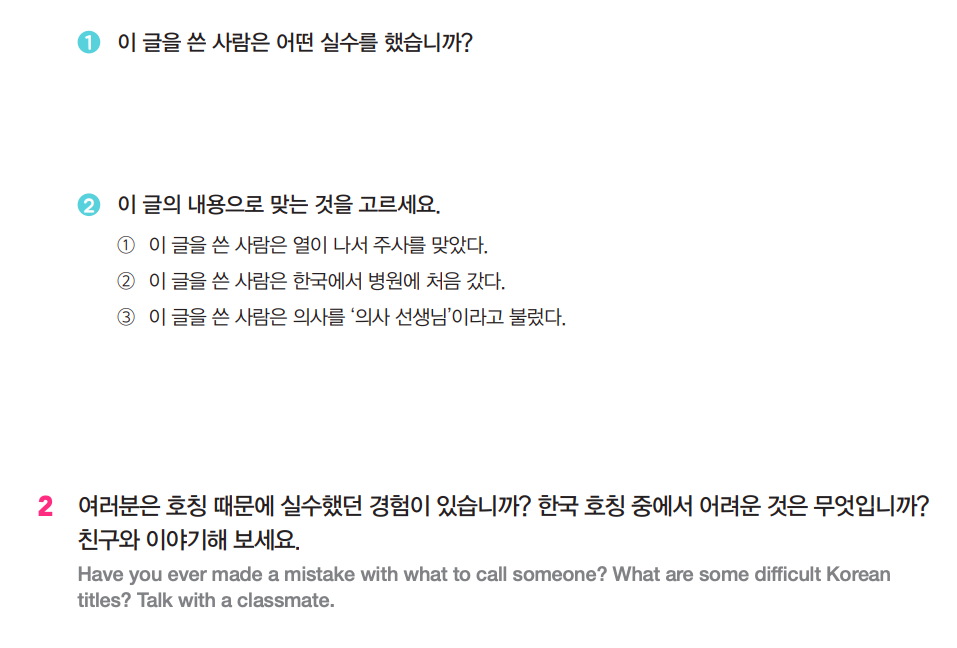 1 이 글을 쓴 사람은 어떤 실수를 했습니까?
2 이 글의 내용으로 맞는 것을 고르세요.
① 이 글을 쓴 사람은 열이 나서 주사를 맞았다.
② 이 글을 쓴 사람은 한국에서 병원에 처음 갔다.
③ 이 글을 쓴 사람은 의사를 ‘의사 선생님’이라고 불렀다.
2 여러분은 호칭 때문에 실수했던 경험이 있습니까? 한국 호칭 중에서 어려운 것은 무엇입니까?
친구와 이야기해 보세요.
Have you ever made a mistake with what to call someone? What are some difficult Korean
titles? Talk with a classmate.